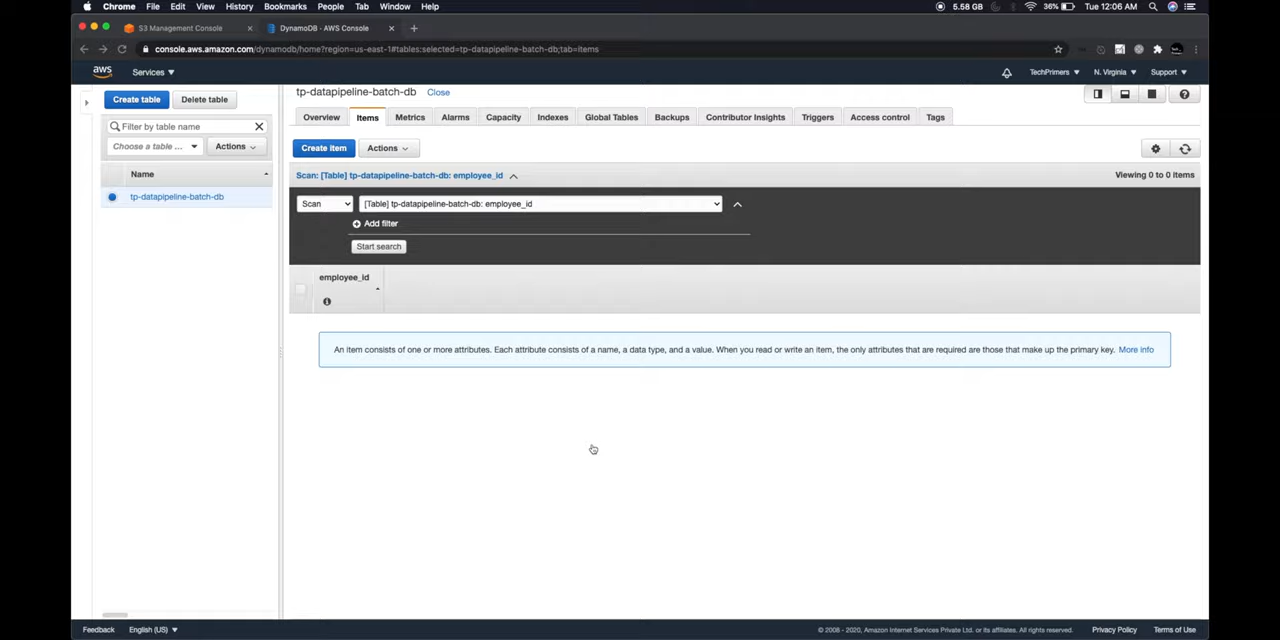 Chrome File Edit View History Bookmarks People Tab Window Help 5.58 GB 36% Tue 12:06 AM
S3 Management Console DynamoDB - AWS Console
console.aws.amazon.com/dynamodb/home?region=us-east-1#tables:selected=tp-datapipeline-batch-db;tab=items
aws Services TechPrimers N. Virginia Support
Create table Delete table
tp-datapipeline-batch-db Close
Filter by table name
Choose a table ... Actions
Overview Items Metrics Alarms Capacity Indexes Global Tables Backups Contributor Insights Triggers Access control Tags
Create item Actions
Name
Scan: [Table] tp-datapipeline-batch-db: employee_id Viewing 0 to 0 items
tp-datapipeline-batch-db
Scan [Table] tp-datapipeline-batch-db: employee_id
Add filter
Start search
employee_id
An item consists of one or more attributes. Each attribute consists of a name, a data type, and a value. When you read or write an item, the only attributes that are required are those that make up the primary key. More info
Feedback English (US) © 2008 - 2020, Amazon Internet Services Private Ltd. or its affiliates. All rights reserved. Privacy Policy Terms of Use